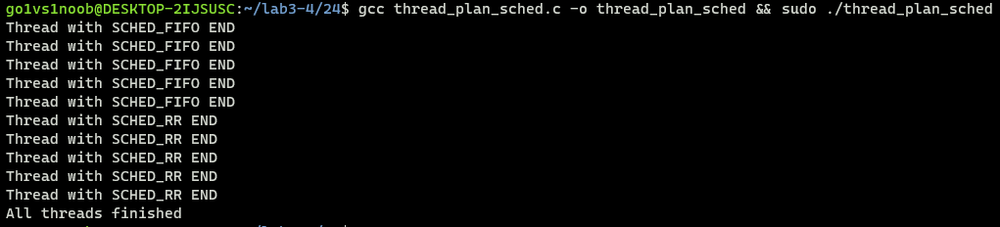 go1vs1noob@DESKTOP-2IJSUSC:~/lab3-4/24$ gcc thread_plan_sched.c -o thread_plan_sched && sudo ./thread_plan_sched
Thread with SCHED_FIFO END
Thread with SCHED_FIFO END
Thread with SCHED_FIFO END
Thread with SCHED_FIFO END
Thread with SCHED_FIFO END
Thread with SCHED_RR END
Thread with SCHED_RR END
Thread with SCHED_RR END
Thread with SCHED_RR END
Thread with SCHED_RR END
All threads finished